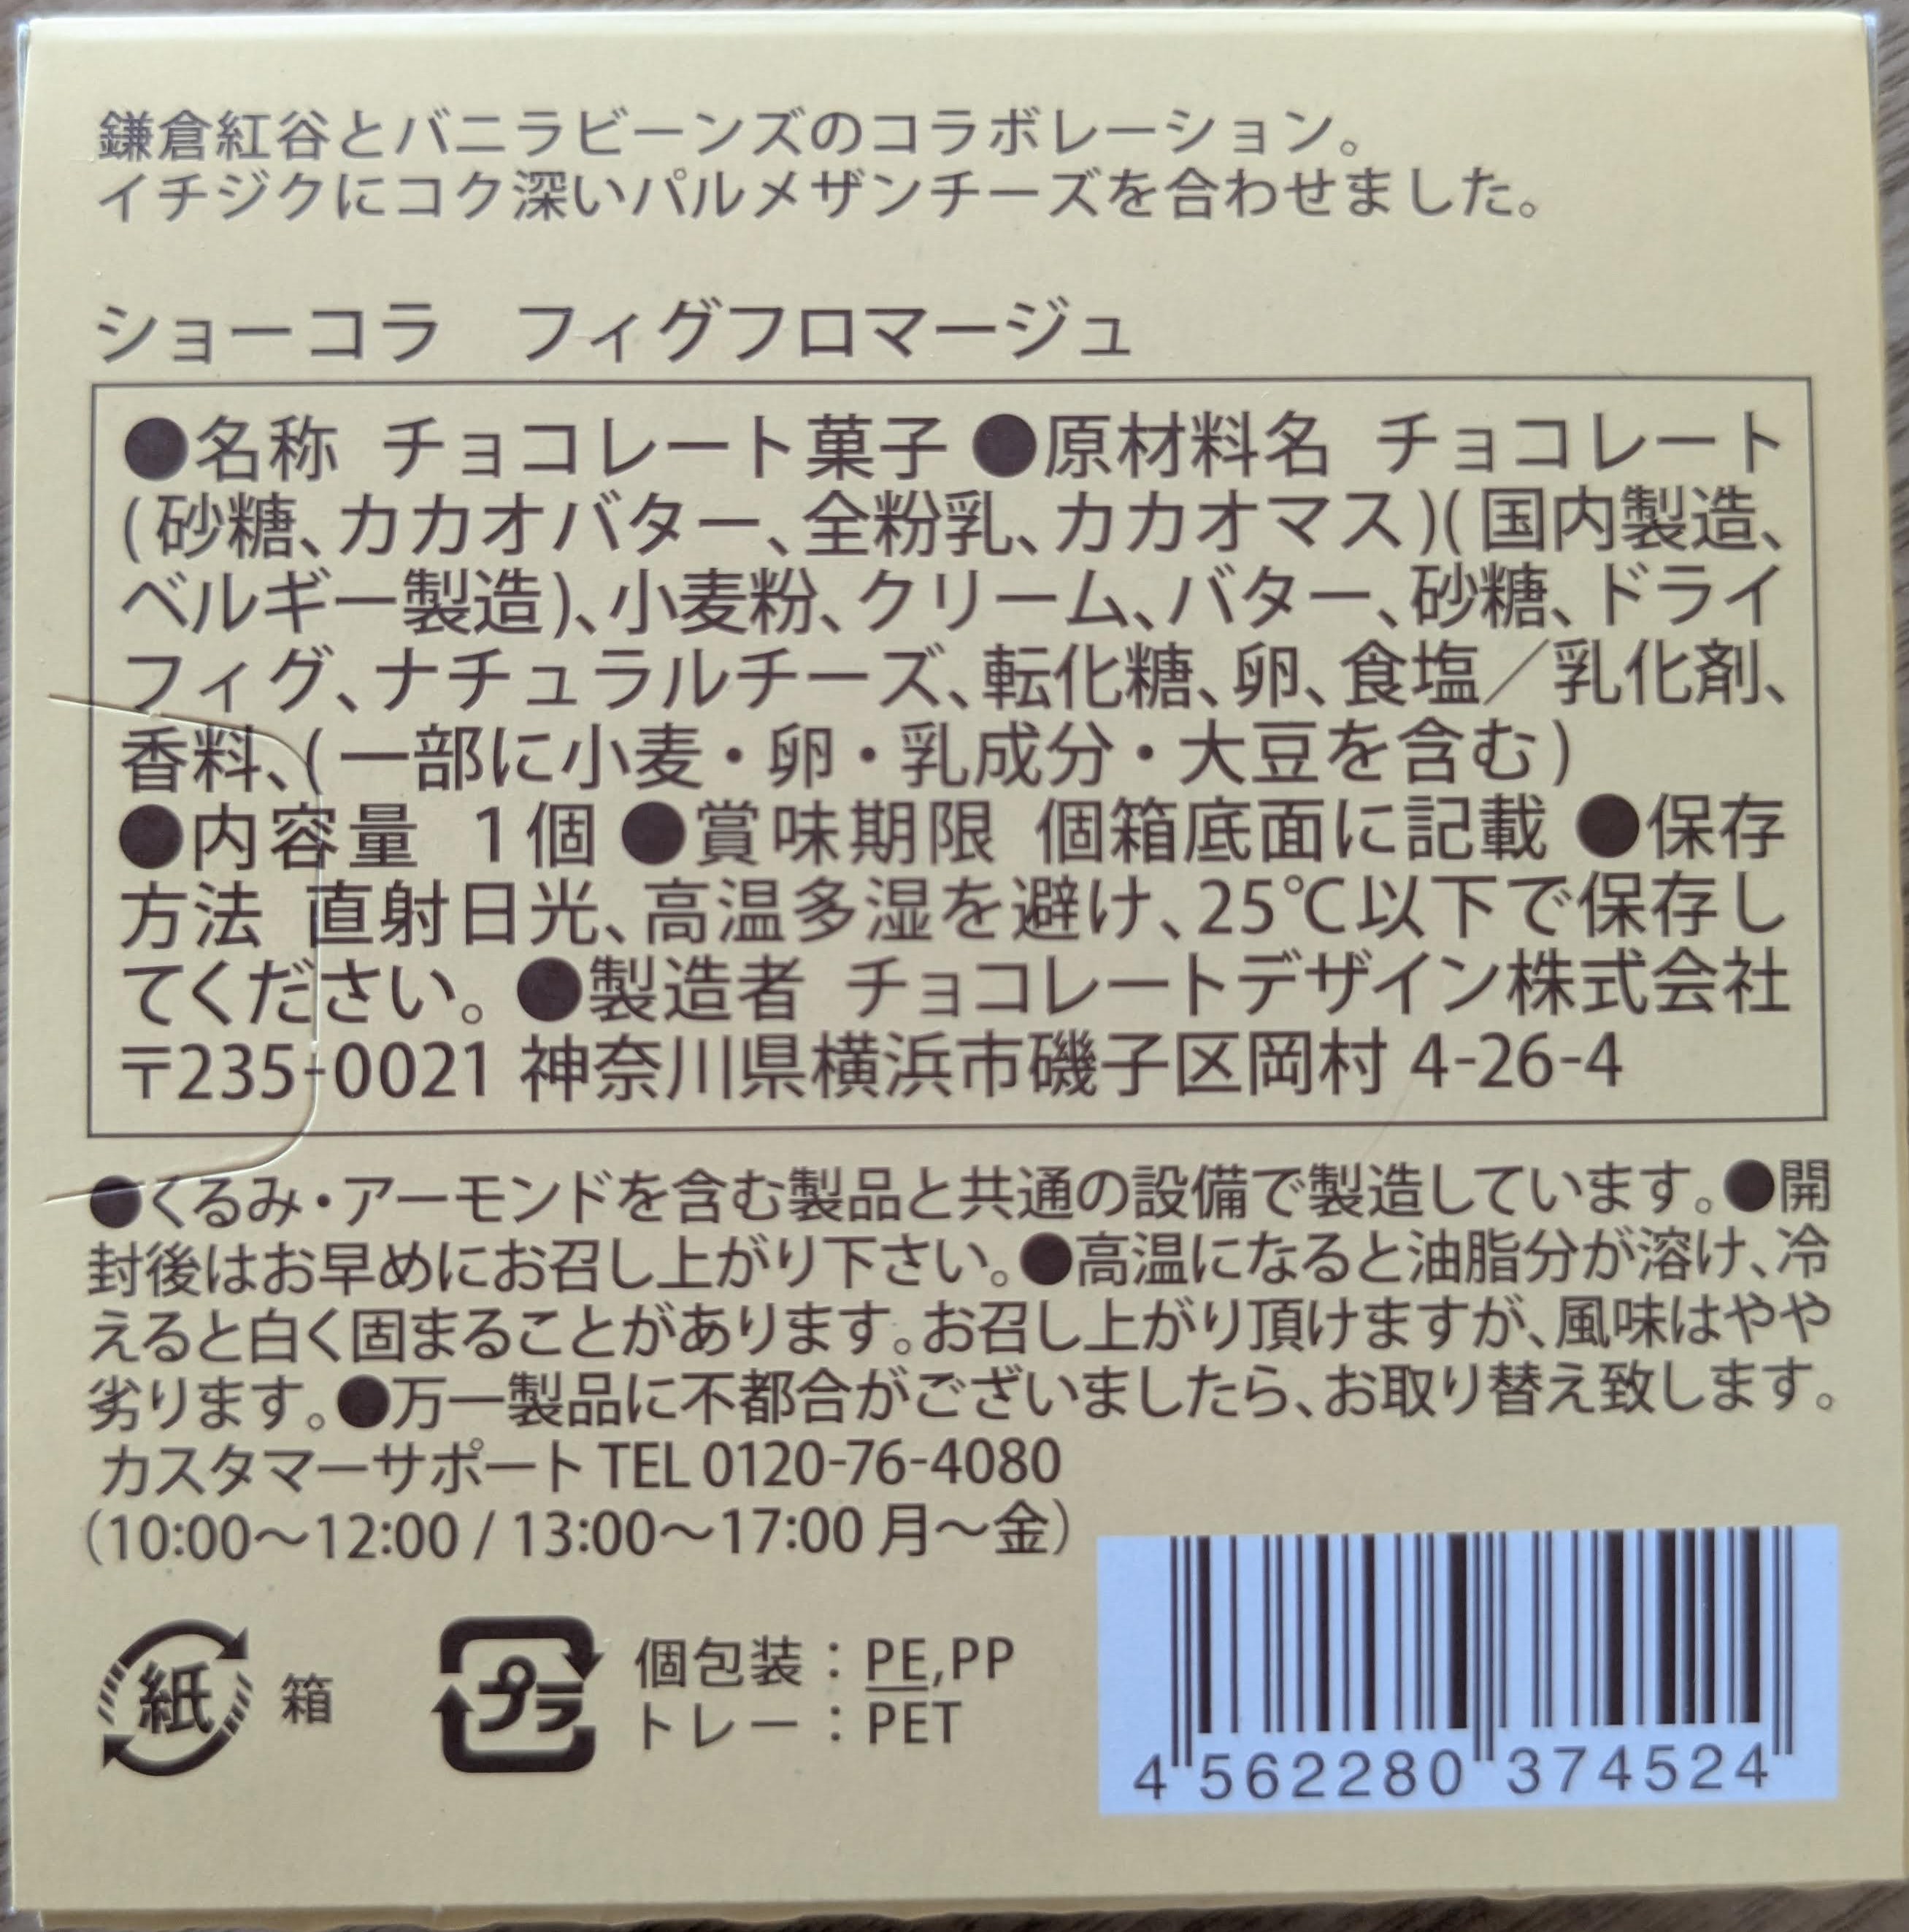 鎌倉紅谷とバニラビーンズのコラボレーション。
イチジクにコク深いパルメザンチーズを合わせました。
ショーコラ　フィグフロマージュ
●名称 チョコレート菓子 ●原材料名 チョコレート
(砂糖、カカオバター、全粉乳、カカオマス)(国内製造、
ベルギー製造)、小麦粉、クリーム、バター、砂糖、ドライ
フィグ、ナチュラルチーズ、転化糖、卵、食塩／乳化剤、
香料、(一部に小麦・卵・乳成分・大豆を含む)
●内容量 1個 ●賞味期限 個箱底面に記載 ●保存
方法 直射日光、高温多湿を避け、25℃以下で保存し
てください。●製造者 チョコレートデザイン株式会社
〒235-0021 神奈川県横浜市磯子区岡村 4-26-4
●くるみ・アーモンドを含む製品と共通の設備で製造しています。●開
封後はお早めにお召し上がり下さい。●高温になると油脂分が溶け、冷
えると白く固まることがあります。お召し上がり頂けますが、風味はやや
劣ります。●万一製品に不都合がございましたら、お取り替え致します。
カスタマーサポート TEL 0120-76-4080
（10:00～12:00 / 13:00～17:00 月～金）
紙 箱
プラ 個包装：PE,PP
トレー：PET
4 562280 374524